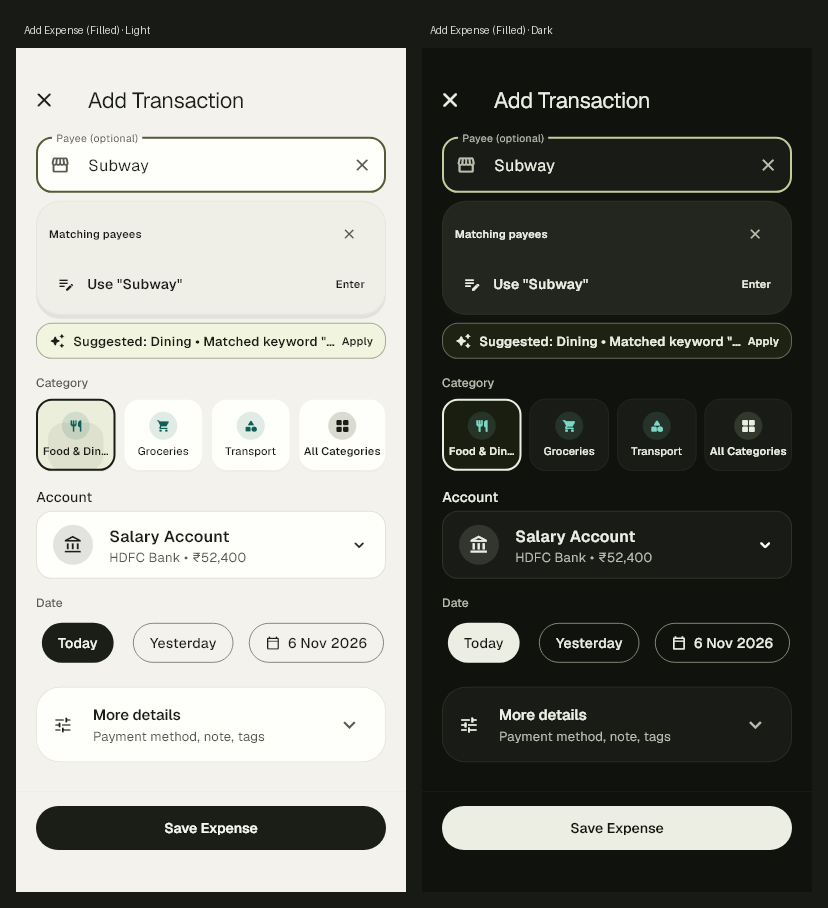 Add Expense (Filled) · Light
Add Transaction
Payee (optional)
Subway
Matching payees
Use "Subway"
Enter
Suggested: Dining • Matched keyword "...
Apply
Category
Food & Din...
Groceries
Transport
All Categories
Account
Salary Account
HDFC Bank • ₹52,400
Date
Today
Yesterday
6 Nov 2026
More details
Payment method, note, tags
Save Expense
Add Expense (Filled) · Dark
Add Transaction
Payee (optional)
Subway
Matching payees
Use "Subway"
Enter
Suggested: Dining • Matched keyword "...
Apply
Category
Food & Din...
Groceries
Transport
All Categories
Account
Salary Account
HDFC Bank • ₹52,400
Date
Today
Yesterday
6 Nov 2026
More details
Payment method, note, tags
Save Expense